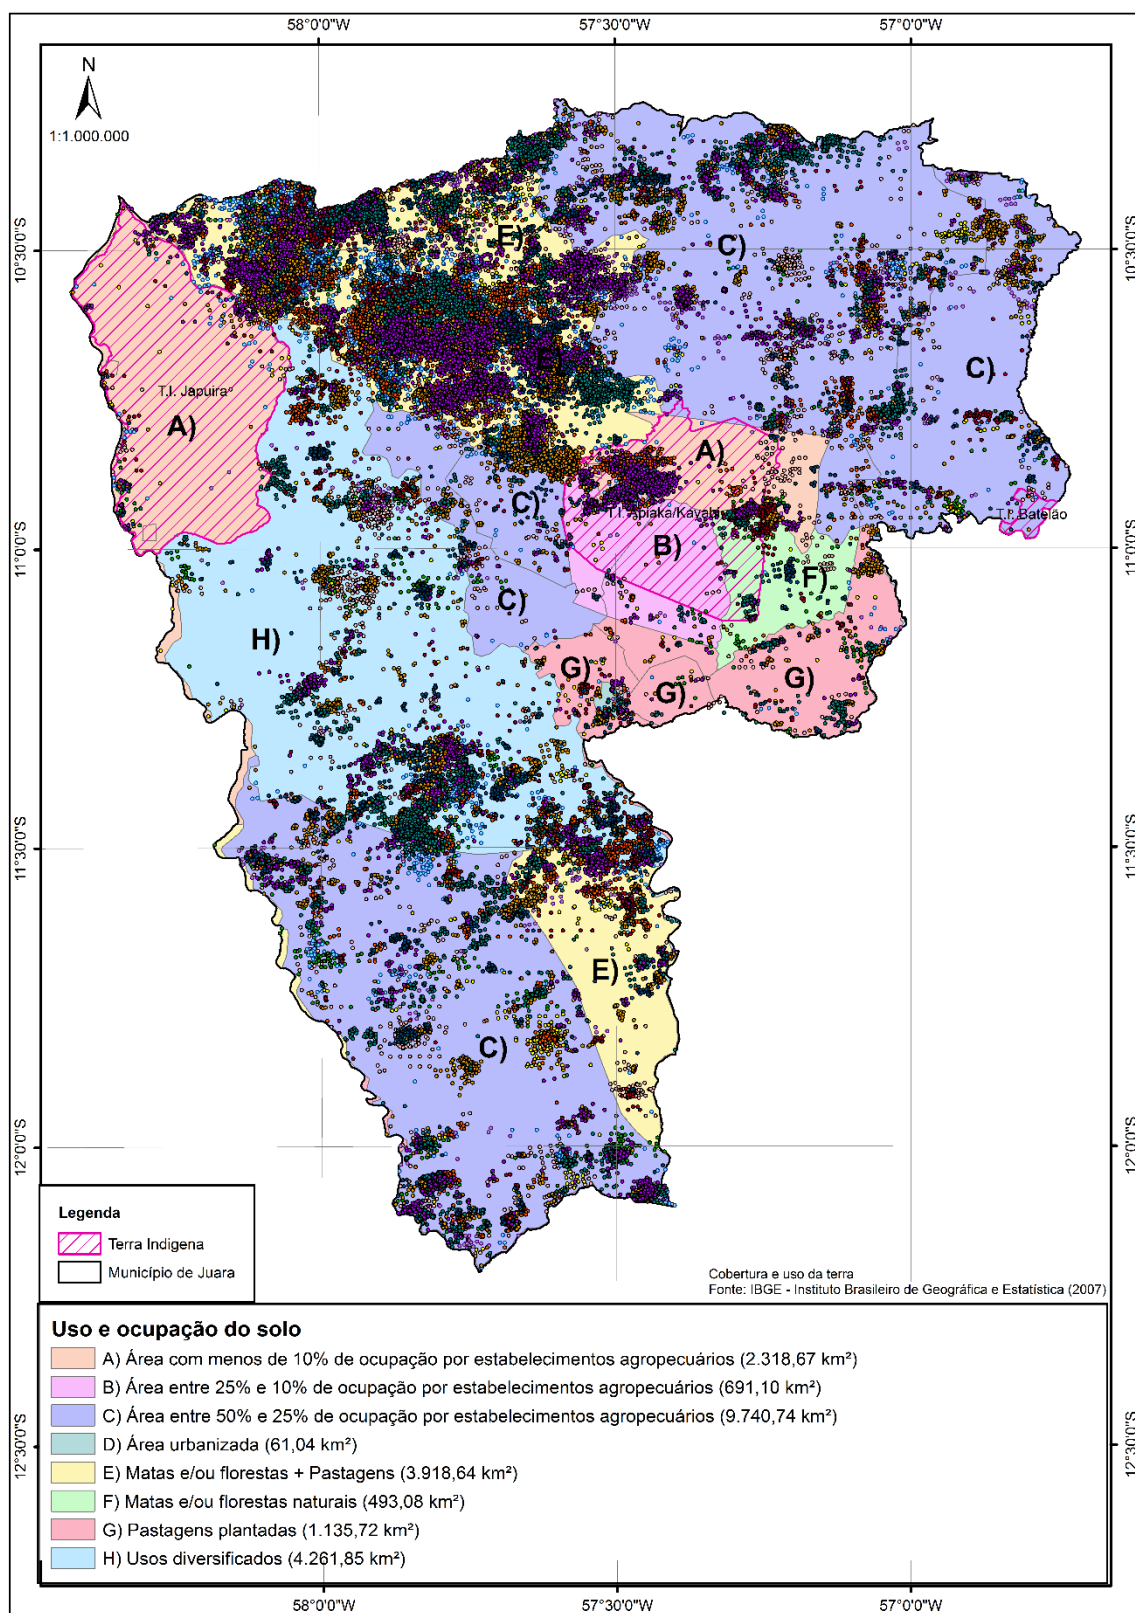 58°0'0"W 57°30'0"W 57°0'0"W
N
1:1.000.000
10°30'0"S 10°30'0"S
E)
C)
T.I. Japuira
A)
E)
C)
A)
C)
T.I. Apiaka/Kayabi
T.I. Batelão
B)
11°0'0"S 11°0'0"S
F)
C)
H)
G)
G)
G)
11°30'0"S 11°30'0"S
E)
C)
12°0'0"S 12°0'0"S
Legenda
Terra Indigena
Município de Juara
Cobertura e uso da terra
Fonte: IBGE - Instituto Brasileiro de Geográfica e Estatística (2007)
Uso e ocupação do solo
A) Área com menos de 10% de ocupação por estabelecimentos agropecuários (2.318,67 km²)
B) Área entre 25% e 10% de ocupação por estabelecimentos agropecuários (691,10 km²)
C) Área entre 50% e 25% de ocupação por estabelecimentos agropecuários (9.740,74 km²)
D) Área urbanizada (61,04 km²)
12°30'0"S 12°30'0"S
E) Matas e/ou florestas + Pastagens (3.918,64 km²)
F) Matas e/ou florestas naturais (493,08 km²)
G) Pastagens plantadas (1.135,72 km²)
H) Usos diversificados (4.261,85 km²)
58°0'0"W 57°30'0"W 57°0'0"W